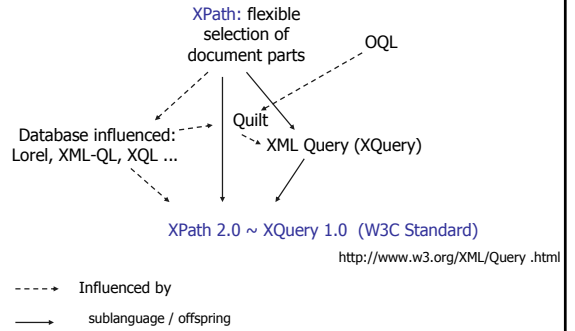 XPath: flexible
selection of
document parts
OQL
Quilt
Database influenced:
Lorel, XML-QL, XQL ...
XML Query (XQuery)
XPath 2.0 ~ XQuery 1.0 (W3C Standard)
http://www.w3.org/XML/Query .html
Influenced by
sublanguage / offspring